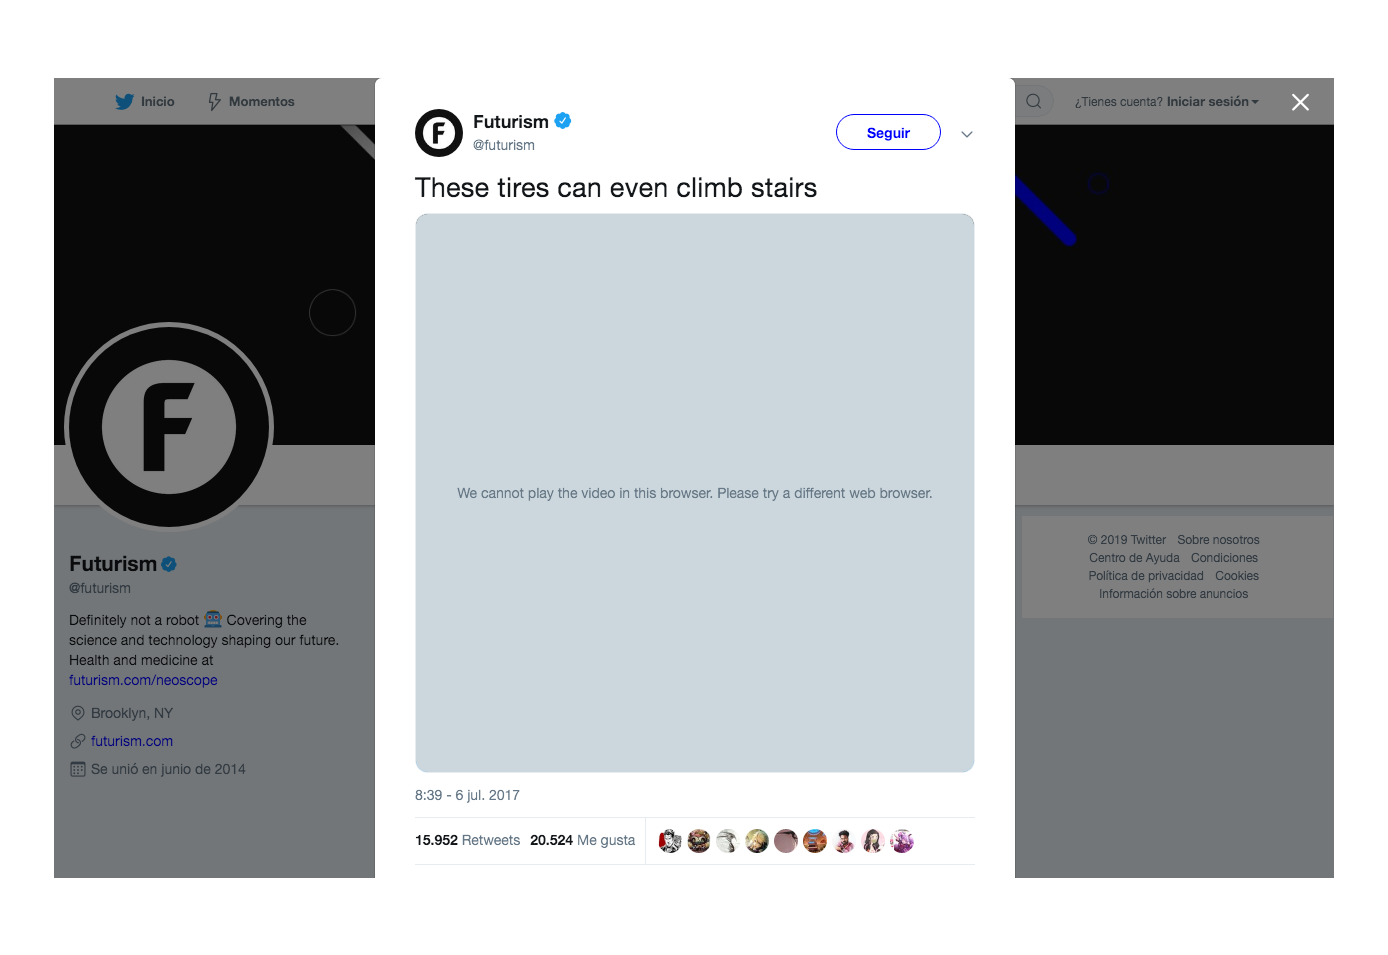 Inicio Momentos
¿Tienes cuenta? Iniciar sesión
Futurism
@futurism
Seguir
These tires can even climb stairs
We cannot play the video in this browser. Please try a different web browser.
8:39 - 6 jul. 2017
15.952 Retweets 20.524 Me gusta
F
Futurism
@futurism
Definitely not a robot 🤖 Covering the
science and technology shaping our future.
Health and medicine at
futurism.com/neoscope
Brooklyn, NY
futurism.com
Se unió en junio de 2014
© 2019 Twitter Sobre nosotros
Centro de Ayuda Condiciones
Política de privacidad Cookies
Información sobre anuncios